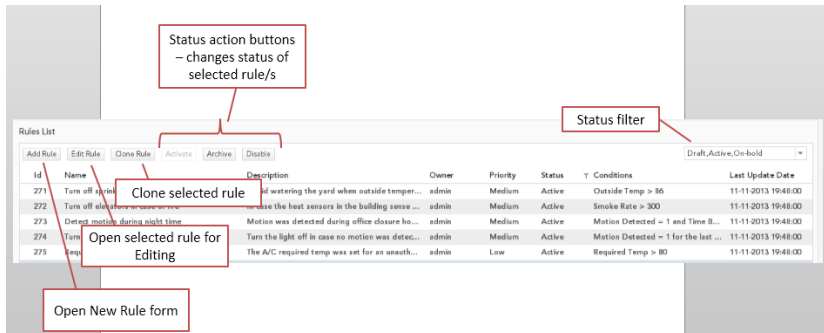 Status action buttons
– changes status of
selected rule/s
Status filter
Rules List
Add Rule Edit Rule Clone Rule Activate Archive Disable Draft,Active,On-hold
Id Name Description Owner Priority Status Conditions Last Update Date
271 Turn off watering the yard when outside temper... admin Medium Active Outside Temp > 86 11-11-2013 19:48:00
Clone selected rule
272 Turn off case the heat sensors in the building sense ... admin Medium Active Smoke Rate > 300 11-11-2013 19:48:00
273 Detect motion during night time Motion was detected during office closure ho... admin Medium Active Motion Detected = 1 and Time B... 11-11-2013 19:48:00
Open selected rule for
Editing
274 Turn the light off in case no motion was detec... admin Medium Active Motion Detected = 1 for the last ... 11-11-2013 19:48:00
275 The A/C required temp was set for an unauth... admin Low Active Required Temp > 80 11-11-2013 19:48:00
Open New Rule form